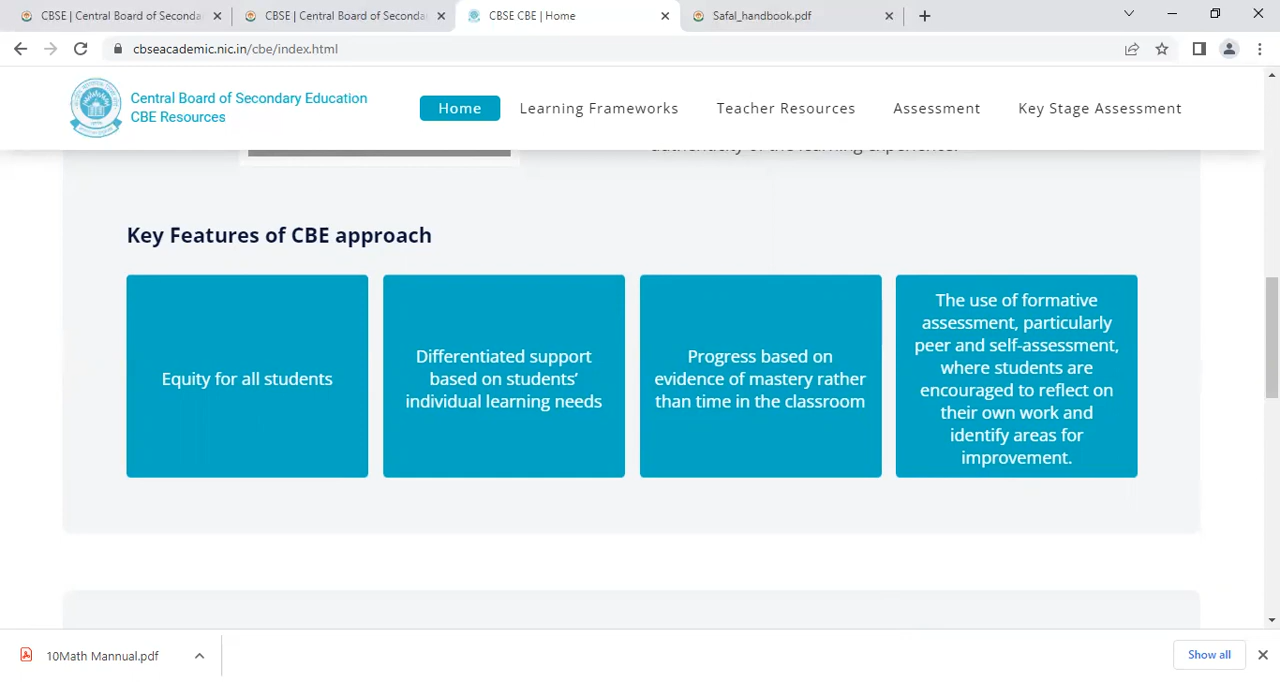 CBSE | Central Board of Seconda
CBSE | Central Board of Seconda
CBSE CBE | Home
Safal_handbook.pdf
cbseacademic.nic.in/cbe/index.html
Central Board of Secondary Education
CBE Resources
Home
Learning Frameworks
Teacher Resources
Assessment
Key Stage Assessment
authenticity of the learning experience.
Key Features of CBE approach
Equity for all students
Differentiated support
based on students’
individual learning needs
Progress based on
evidence of mastery rather
than time in the classroom
The use of formative
assessment, particularly
peer and self-assessment,
where students are
encouraged to reflect on
their own work and
identify areas for
improvement.
10Math Mannual.pdf
Show all